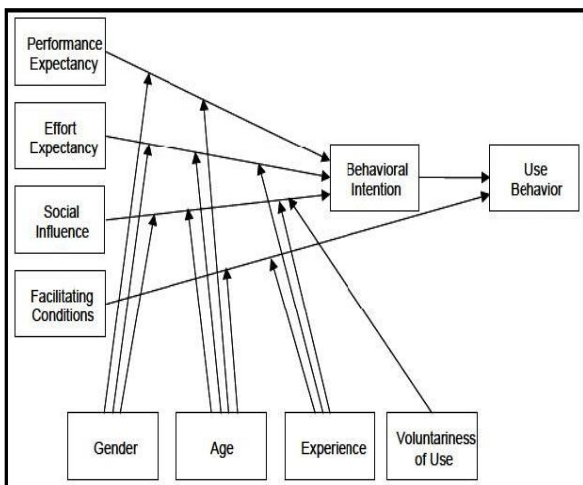 Performance
Expectancy
Effort
Expectancy
Social
Influence
Facilitating
Conditions
Behavioral
Intention
Use
Behavior
Gender
Age
Experience
Voluntariness
of Use